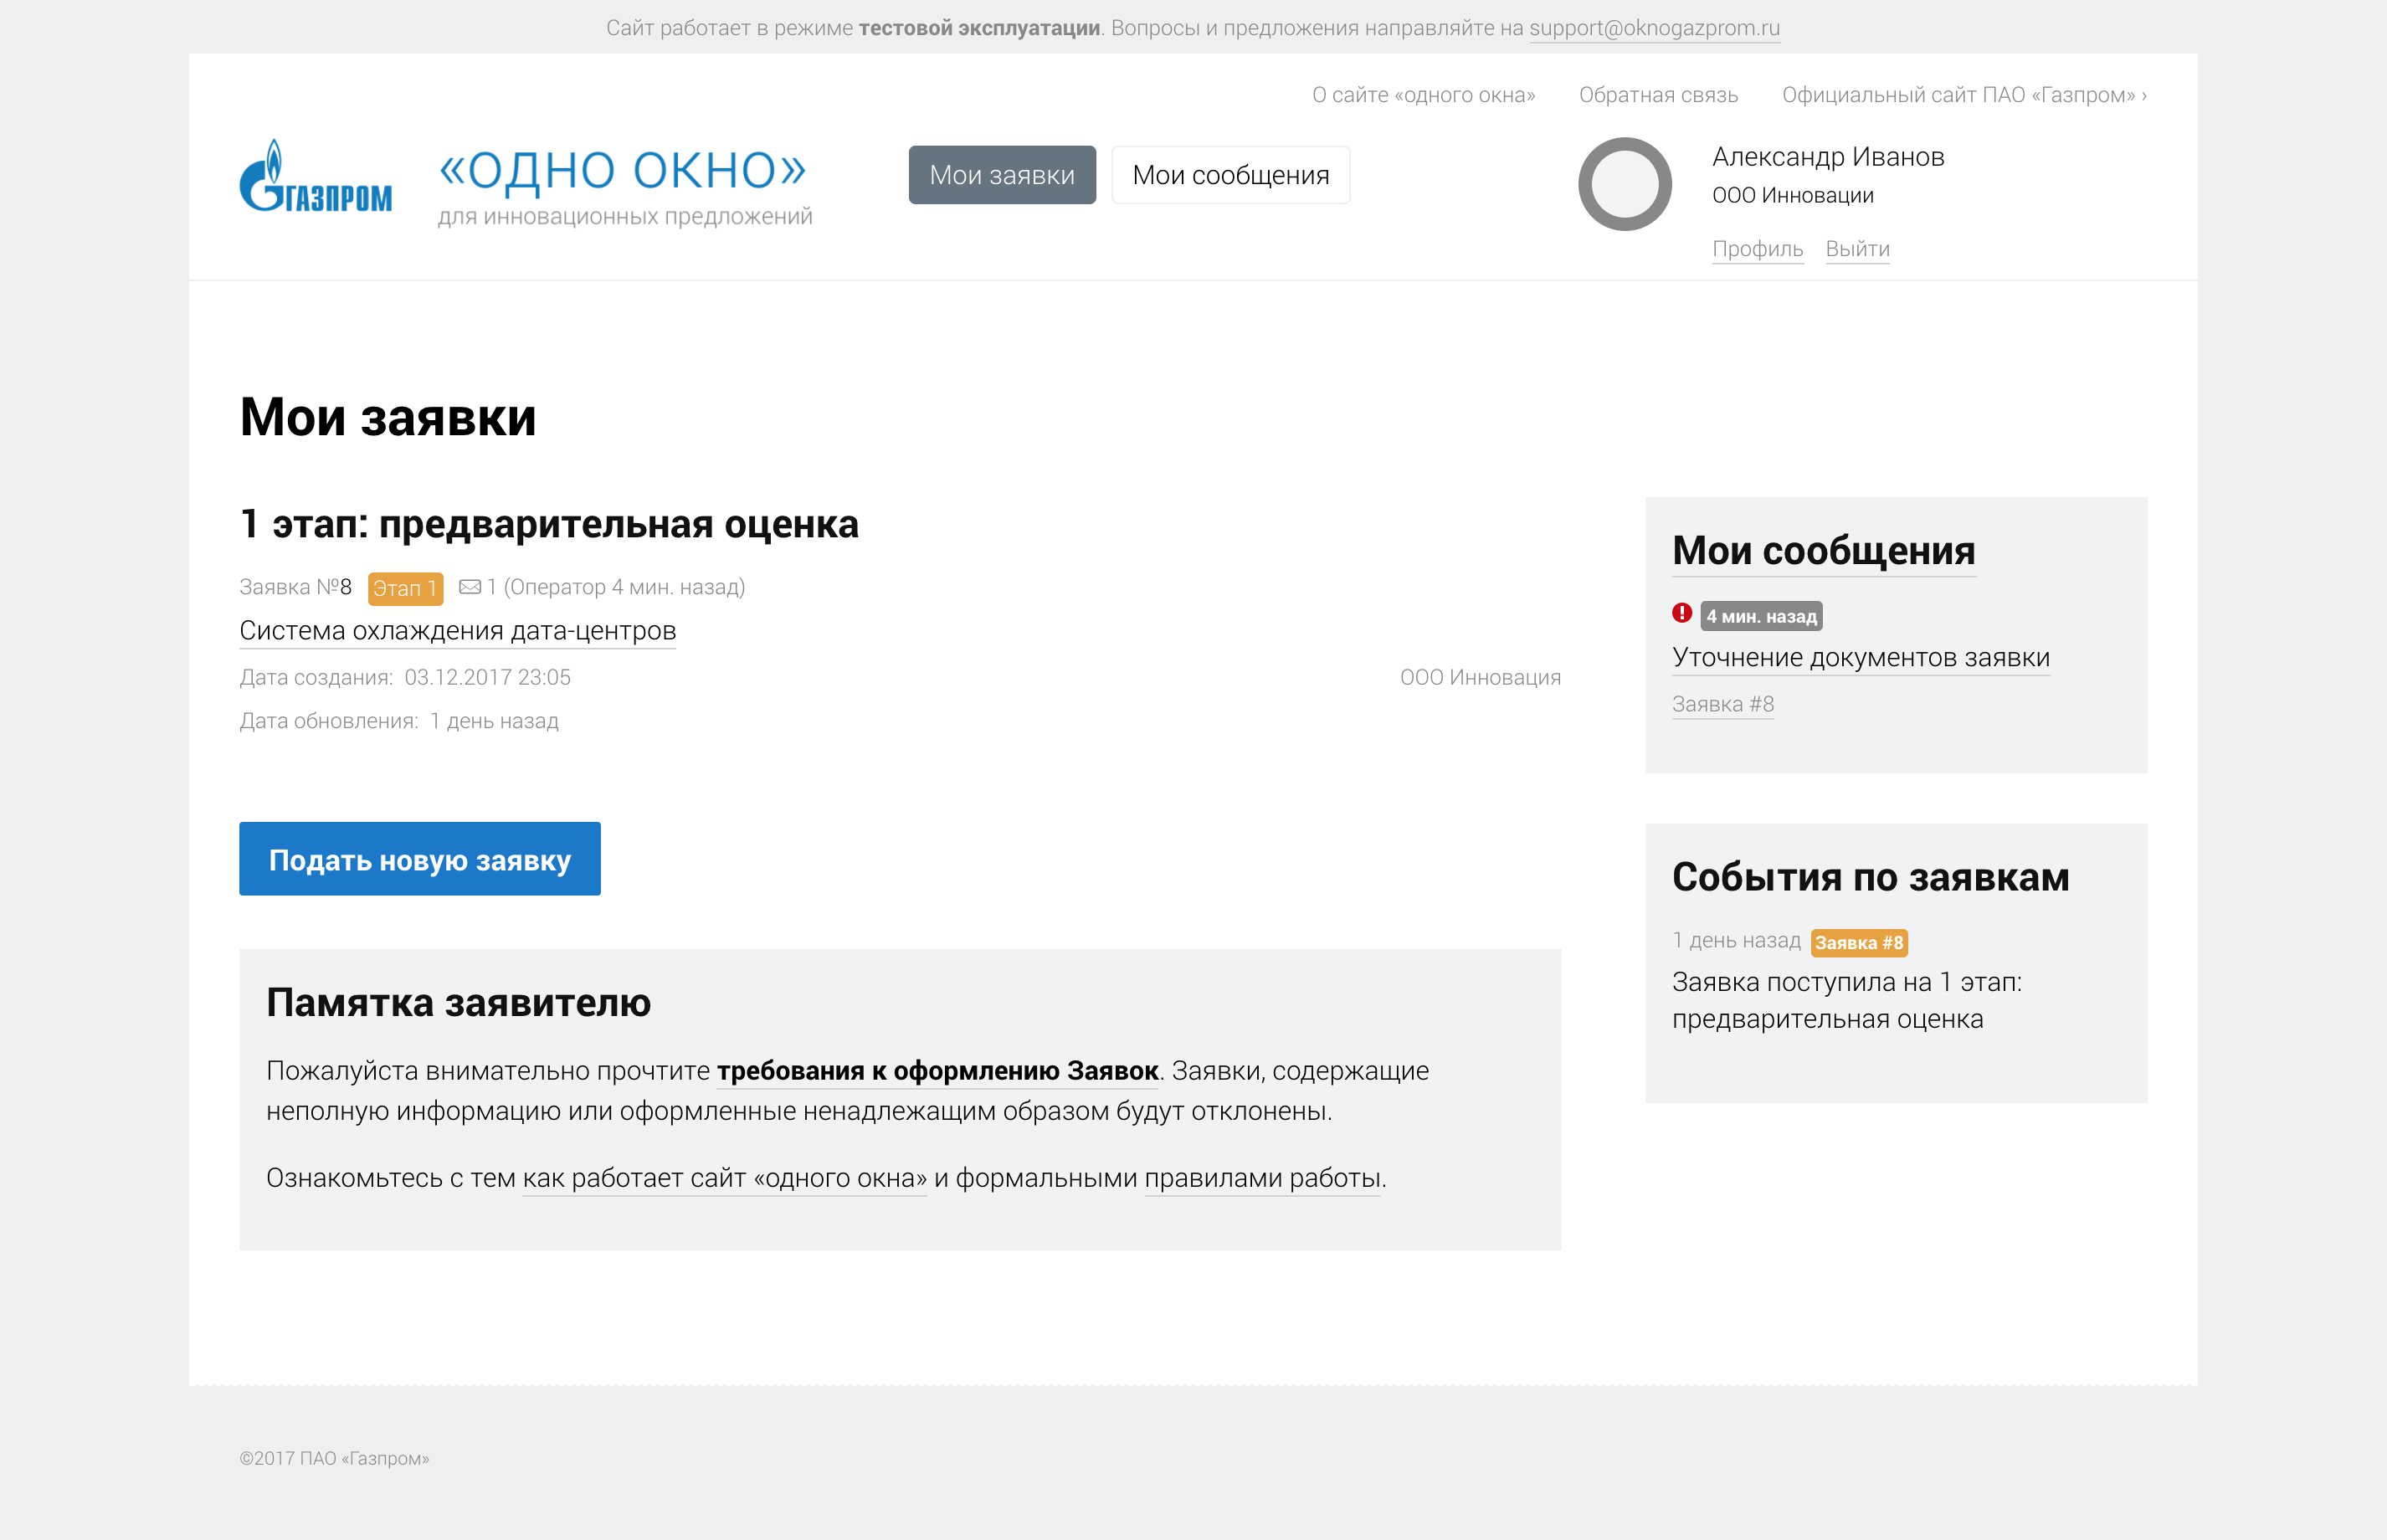 Сайт работает в режиме тестовой эксплуатации. Вопросы и предложения направляйте на support@oknogazprom.ru
О сайте «одного окна» Обратная связь Официальный сайт ПАО «Газпром» ›
ГАЗПРОМ
«ОДНО ОКНО»
для инновационных предложений
Мои заявки Мои сообщения
Александр Иванов
ООО Инновации
Профиль Выйти
Мои заявки
1 этап: предварительная оценка
Заявка №8 Этап 1 1 (Оператор 4 мин. назад)
Система охлаждения дата-центров
Дата создания: 03.12.2017 23:05 ООО Инновация
Дата обновления: 1 день назад
Подать новую заявку
Памятка заявителю
Пожалуйста внимательно прочтите требования к оформлению Заявок. Заявки, содержащие
неполную информацию или оформленные ненадлежащим образом будут отклонены.
Ознакомьтесь с тем как работает сайт «одного окна» и формальными правилами работы.
Мои сообщения
4 мин. назад
Уточнение документов заявки
Заявка #8
События по заявкам
1 день назад Заявка #8
Заявка поступила на 1 этап:
предварительная оценка
©2017 ПАО «Газпром»